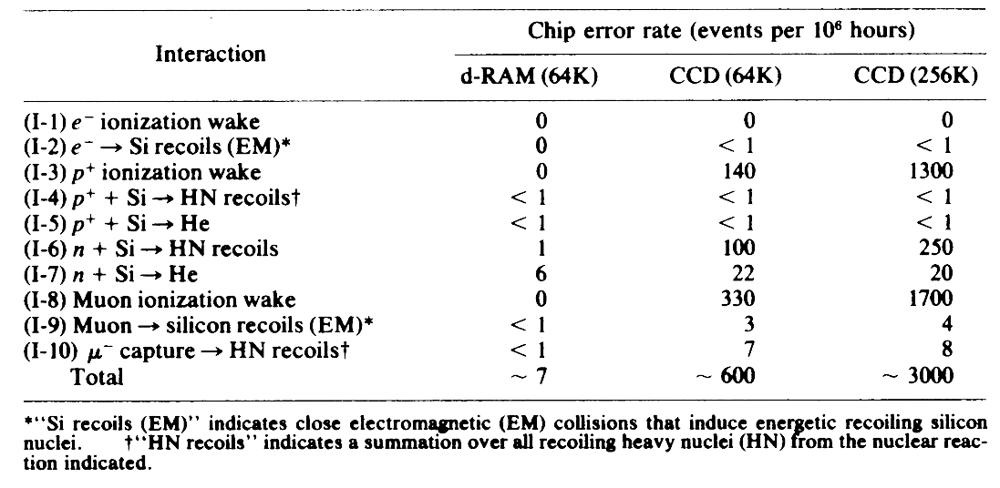 Interaction Chip error rate (events per 10⁶ hours)
d-RAM (64K) CCD (64K) CCD (256K)
(I-1) e⁻ ionization wake 0 0 0
(I-2) e⁻ → Si recoils (EM)* 0 < 1 < 1
(I-3) p⁺ ionization wake 0 140 1300
(I-4) p⁺ + Si → HN recoils† < 1 < 1 < 1
(I-5) p⁺ + Si → He < 1 < 1 < 1
(I-6) n + Si → HN recoils 1 100 250
(I-7) n + Si → He 6 22 20
(I-8) Muon ionization wake 0 330 1700
(I-9) Muon → silicon recoils (EM)* < 1 3 4
(I-10) μ⁻ capture → HN recoils† < 1 7 8
Total ~ 7 ~ 600 ~ 3000
*"Si recoils (EM)" indicates close electromagnetic (EM) collisions that induce energetic recoiling silicon
nuclei. †"HN recoils" indicates a summation over all recoiling heavy nuclei (HN) from the nuclear reac-
tion indicated.